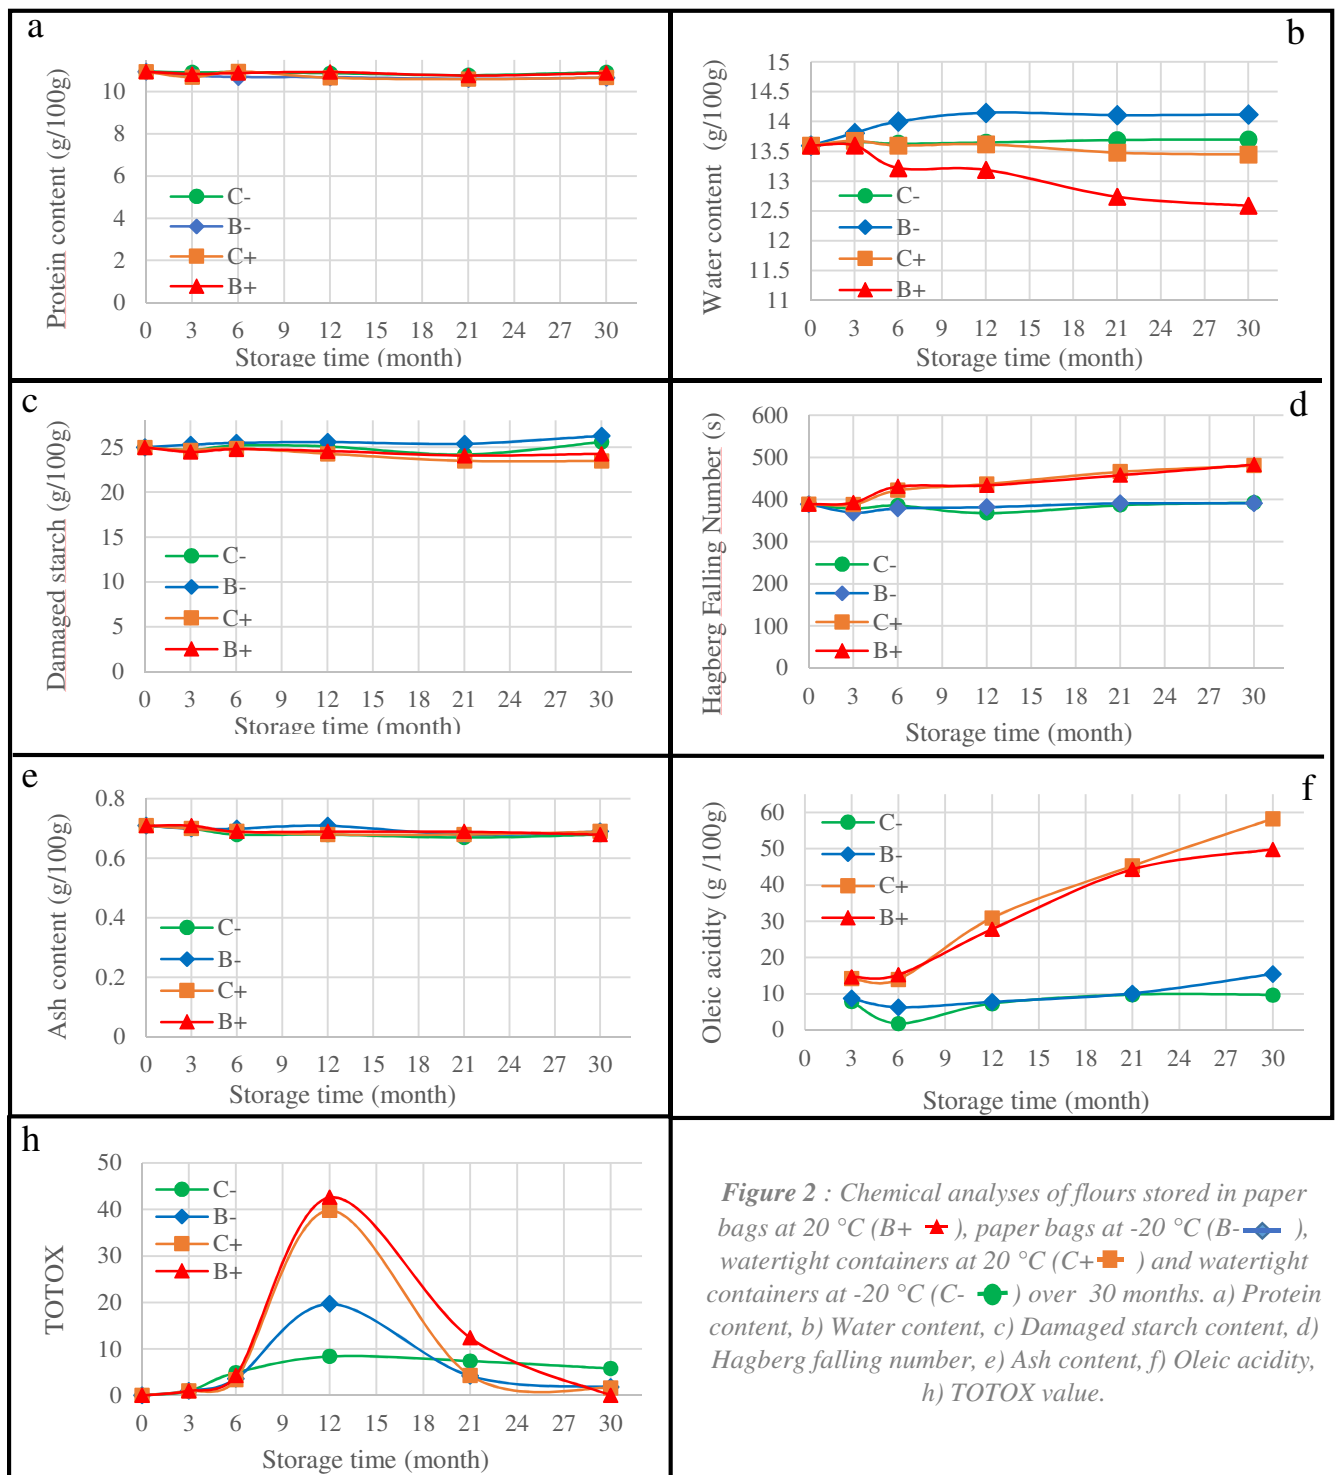 a
Protein content (g/100g)
10
8
6
4
2
0
C-
B-
C+
B+
0 3 6 9 12 15 18 21 24 27 30
Storage time (month)
b
Water content (g/100g)
15
14.5
14
13.5
13
12.5
12
11.5
11
C-
B-
C+
B+
0 3 6 9 12 15 18 21 24 27 30
Storage time (month)
c
Damaged starch (g/100g)
25
20
15
10
5
0
C-
B-
C+
B+
0 3 6 9 12 15 18 21 24 27 30
Storage time (month)
d
Hagberg Falling Number (s)
600
500
400
300
200
100
0
C-
B-
C+
B+
0 3 6 9 12 15 18 21 24 27 30
Storage time (month)
e
Ash content (g/100g)
0.8
0.6
0.4
0.2
0
C-
B-
C+
B+
0 3 6 9 12 15 18 21 24 27 30
Storage time (month)
f
Oleic acidity (g /100g)
60
50
40
30
20
10
0
C-
B-
C+
B+
0 3 6 9 12 15 18 21 24 27 30
Storage time (month)
h
TOTOX
50
40
30
20
10
0
C-
B-
C+
B+
0 3 6 9 12 15 18 21 24 27 30
Storage time (month)
Figure 2 : Chemical analyses of flours stored in paper
bags at 20 °C (B+ ), paper bags at -20 °C (B- ),
watertight containers at 20 °C (C+ ) and watertight
containers at -20 °C (C- ) over 30 months. a) Protein
content, b) Water content, c) Damaged starch content, d)
Hagberg falling number, e) Ash content, f) Oleic acidity,
h) TOTOX value.